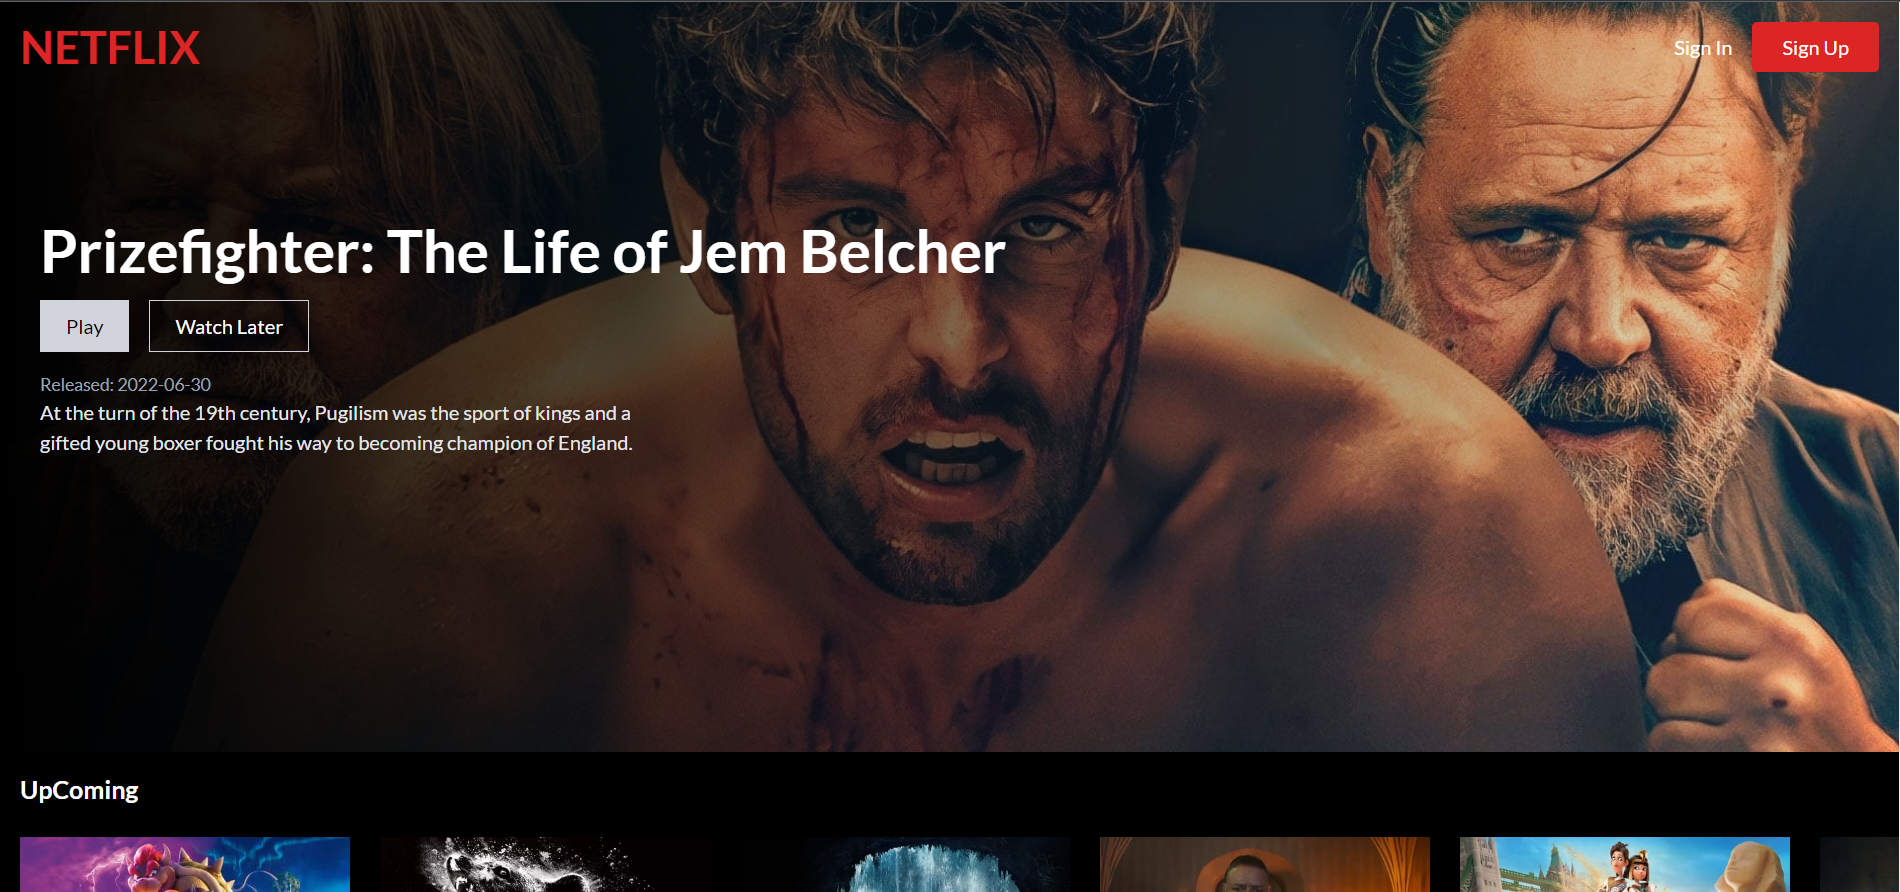 NETFLIX
Sign In
Sign Up
Prizefighter: The Life of Jem Belcher
Play
Watch Later
Released: 2022-06-30
At the turn of the 19th century, Pugilism was the sport of kings and a
gifted young boxer fought his way to becoming champion of England.
UpComing